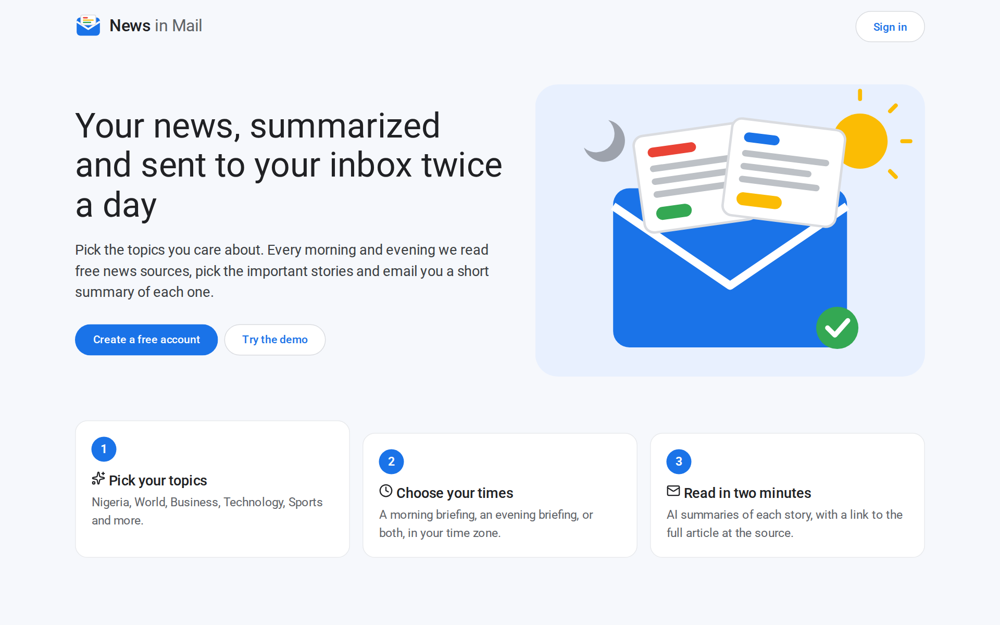 News in Mail
Sign in
Your news, summarized
and sent to your inbox twice
a day
Pick the topics you care about. Every morning and evening we read
free news sources, pick the important stories and email you a short
summary of each one.
Create a free account
Try the demo
1
Pick your topics
Nigeria, World, Business, Technology, Sports
and more.
2
Choose your times
A morning briefing, an evening briefing, or
both, in your time zone.
3
Read in two minutes
AI summaries of each story, with a link to the
full article at the source.